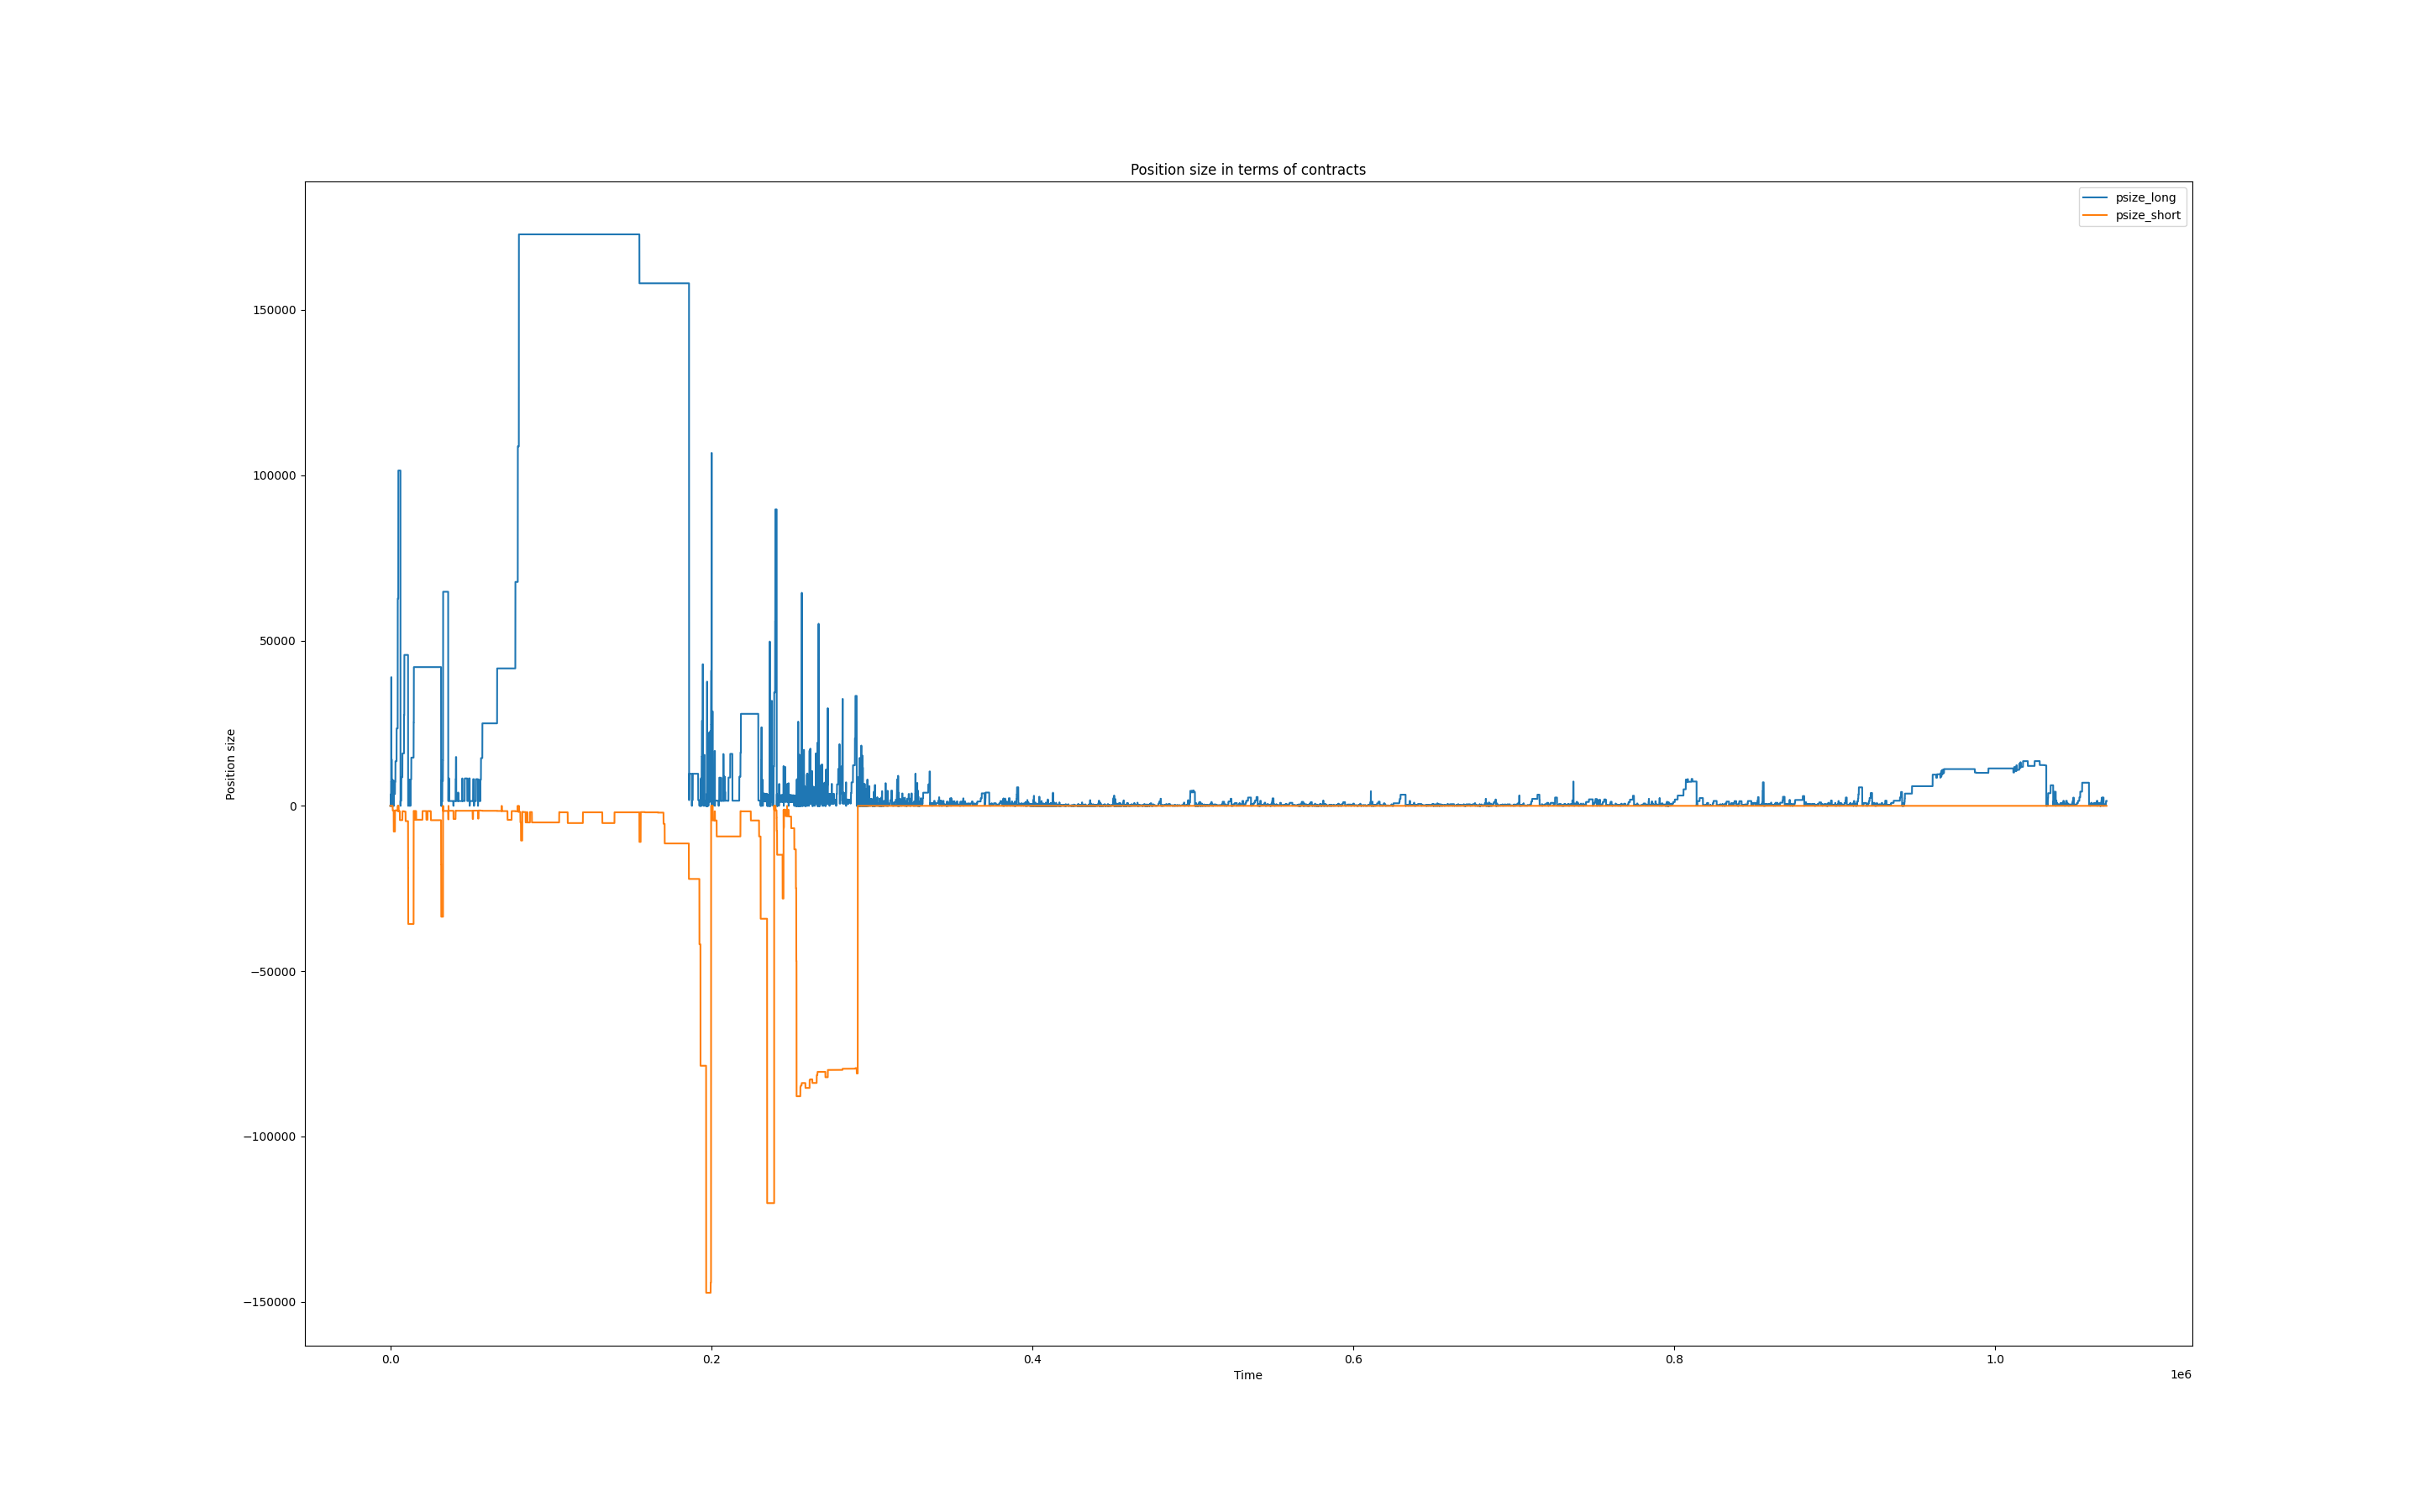 Position size in terms of contracts
psize_long
psize_short
150000
100000
50000
0
−50000
−100000
−150000
Position size
0.0 0.2 0.4 0.6 0.8 1.0
1e6
Time